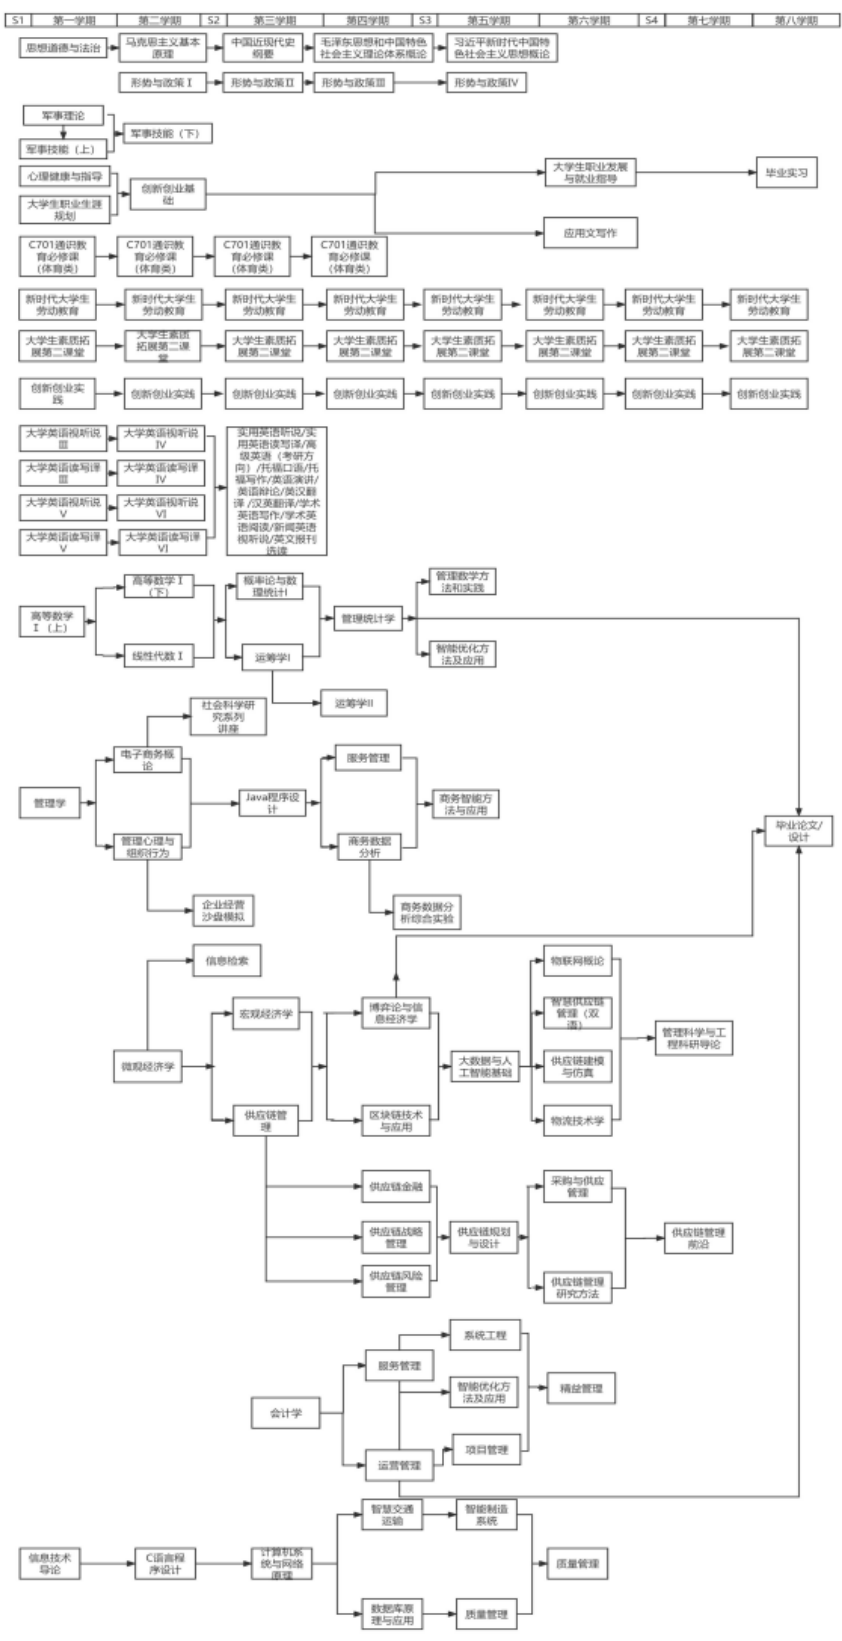 S1 第一学期 第二学期 S2 第三学期 第四学期 S3 第五学期 第六学期 S4 第七学期 第八学期
思想道德与法治
马克思主义基本
原理
中国近现代史
纲要
毛泽东思想和中国特色
社会主义理论体系概论
习近平新时代中国特
色社会主义思想概论
形势与政策Ⅰ
形势与政策Ⅱ
形势与政策Ⅲ
形势与政策Ⅳ
军事理论
军事技能（上）
军事技能（下）
心理健康与指导
大学生职业生涯
规划
创新创业基
础
大学生职业发展
与就业指导
毕业实习
应用文写作
C701通识教
育必修课
（体育类）
C701通识教
育必修课
（体育类）
C701通识教
育必修课
（体育类）
C701通识教
育必修课
（体育类）
新时代大学生
劳动教育
新时代大学生
劳动教育
新时代大学生
劳动教育
新时代大学生
劳动教育
新时代大学生
劳动教育
新时代大学生
劳动教育
新时代大学生
劳动教育
新时代大学生
劳动教育
大学生素质拓
展第二课堂
大学生素质
拓展第二课
堂
大学生素质拓
展第二课堂
大学生素质拓
展第二课堂
大学生素质拓
展第二课堂
大学生素质拓
展第二课堂
大学生素质拓
展第二课堂
大学生素质拓
展第二课堂
创新创业实
践
创新创业实践
创新创业实践
创新创业实践
创新创业实践
创新创业实践
创新创业实践
创新创业实践
大学英语视听说
Ⅲ
大学英语视听说
Ⅳ
大学英语读写译
Ⅲ
大学英语读写译
Ⅳ
大学英语视听说
Ⅴ
大学英语视听说
Ⅵ
大学英语读写译
Ⅴ
大学英语读写译
Ⅵ
实用英语听说/实
用英语读写译/高
级英语（考研方
向）/托福口语/托
福写作/英语演讲/
英语辩论/英汉翻
译/汉英翻译/学术
英语写作/学术英
语阅读/新闻英语
视听说/英文报刊
选读
高等数学
Ⅰ（上）
高等数学Ⅰ
（下）
线性代数Ⅰ
概率论与数
理统计I
运筹学I
管理统计学
管理数学方
法和实践
智能优化方
法及应用
运筹学II
社会科学研
究系列
讲座
管理学
电子商务概
论
管理心理与
组织行为
企业经营
沙盘模拟
Java程序设
计
服务管理
商务数据
分析
商务智能方
法与应用
商务数据分
析综合实验
毕业论文/
设计
信息检索
微观经济学
宏观经济学
供应链管
理
博弈论与信
息经济学
区块链技术
与应用
大数据与人
工智能基础
物联网概论
智慧供应链
管理（双
语）
供应链建模
与仿真
物流技术学
管理科学与工
程科研导论
供应链金融
供应链战略
管理
供应链风险
管理
供应链规划
与设计
采购与供应
管理
供应链管理
研究方法
供应链管理
前沿
会计学
服务管理
运营管理
系统工程
智能优化方
法及应用
项目管理
精益管理
信息技术
导论
C语言程
序设计
计算机系
统与网络
原理
智慧交通
运输
智能制造
系统
数据库原
理与应用
质量管理
质量管理